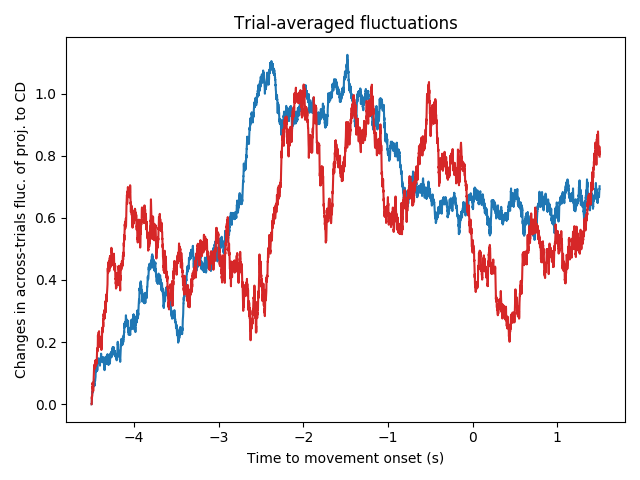 Trial-averaged fluctuations
Changes in across-trials fluc. of proj. to CD
1.0
0.8
0.6
0.4
0.2
0.0
−4 −3 −2 −1 0 1
Time to movement onset (s)